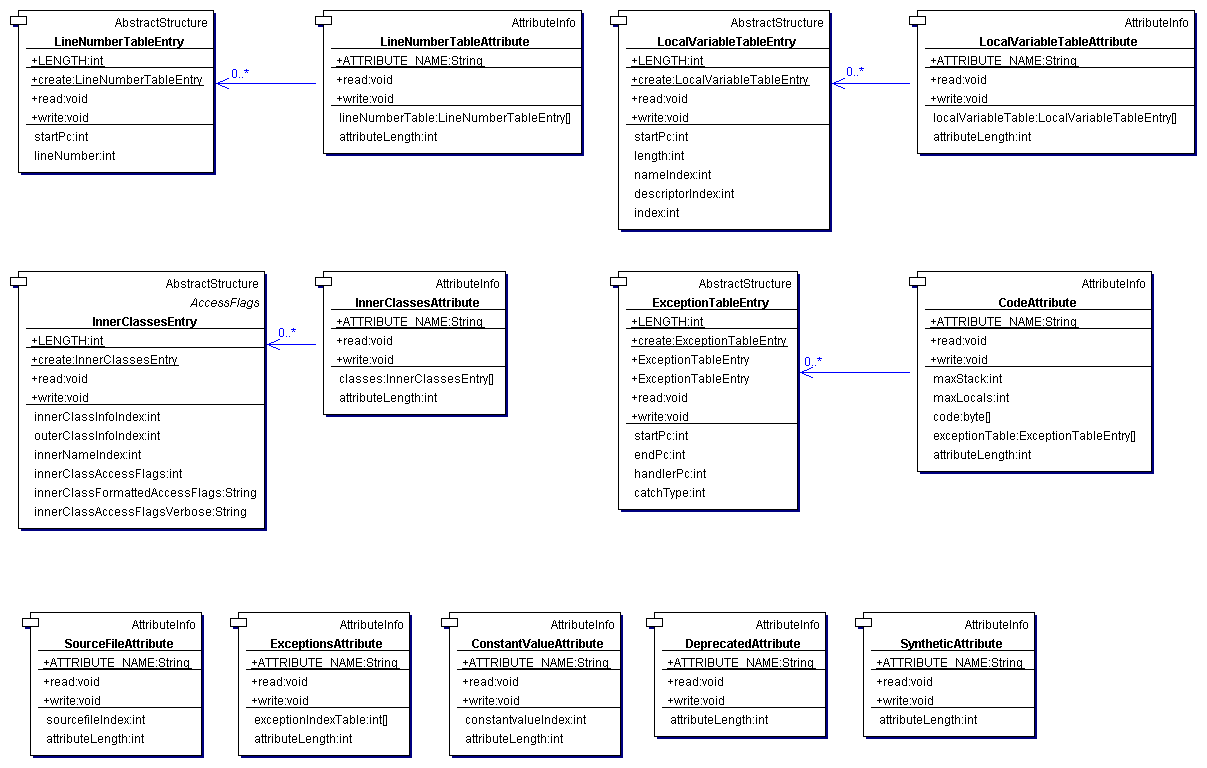 AbstractStructure
LineNumberTableEntry
+LENGTH:int
+create:LineNumberTableEntry
+read:void
+write:void
startPc:int
lineNumber:int
0..*
AttributeInfo
LineNumberTableAttribute
+ATTRIBUTE_NAME:String
+read:void
+write:void
lineNumberTable:LineNumberTableEntry[]
attributeLength:int
AbstractStructure
LocalVariableTableEntry
+LENGTH:int
+create:LocalVariableTableEntry
+read:void
+write:void
startPc:int
length:int
nameIndex:int
descriptorIndex:int
index:int
0..*
AttributeInfo
LocalVariableTableAttribute
+ATTRIBUTE_NAME:String
+read:void
+write:void
localVariableTable:LocalVariableTableEntry[]
attributeLength:int
AbstractStructure
AccessFlags
InnerClassesEntry
+LENGTH:int
+create:InnerClassesEntry
+read:void
+write:void
innerClassInfoIndex:int
outerClassInfoIndex:int
innerNameIndex:int
innerClassAccessFlags:int
innerClassFormattedAccessFlags:String
innerClassAccessFlagsVerbose:String
0..*
AttributeInfo
InnerClassesAttribute
+ATTRIBUTE_NAME:String
+read:void
+write:void
classes:InnerClassesEntry[]
attributeLength:int
AbstractStructure
ExceptionTableEntry
+LENGTH:int
+create:ExceptionTableEntry
+ExceptionTableEntry
+ExceptionTableEntry
+read:void
+write:void
startPc:int
endPc:int
handlerPc:int
catchType:int
0..*
AttributeInfo
CodeAttribute
+ATTRIBUTE_NAME:String
+read:void
+write:void
maxStack:int
maxLocals:int
code:byte[]
exceptionTable:ExceptionTableEntry[]
attributeLength:int
AttributeInfo
SourceFileAttribute
+ATTRIBUTE_NAME:String
+read:void
+write:void
sourcefileIndex:int
attributeLength:int
AttributeInfo
ExceptionsAttribute
+ATTRIBUTE_NAME:String
+read:void
+write:void
exceptionIndexTable:int[]
attributeLength:int
AttributeInfo
ConstantValueAttribute
+ATTRIBUTE_NAME:String
+read:void
+write:void
constantvalueIndex:int
attributeLength:int
AttributeInfo
DeprecatedAttribute
+ATTRIBUTE_NAME:String
+read:void
+write:void
attributeLength:int
AttributeInfo
SyntheticAttribute
+ATTRIBUTE_NAME:String
+read:void
+write:void
attributeLength:int